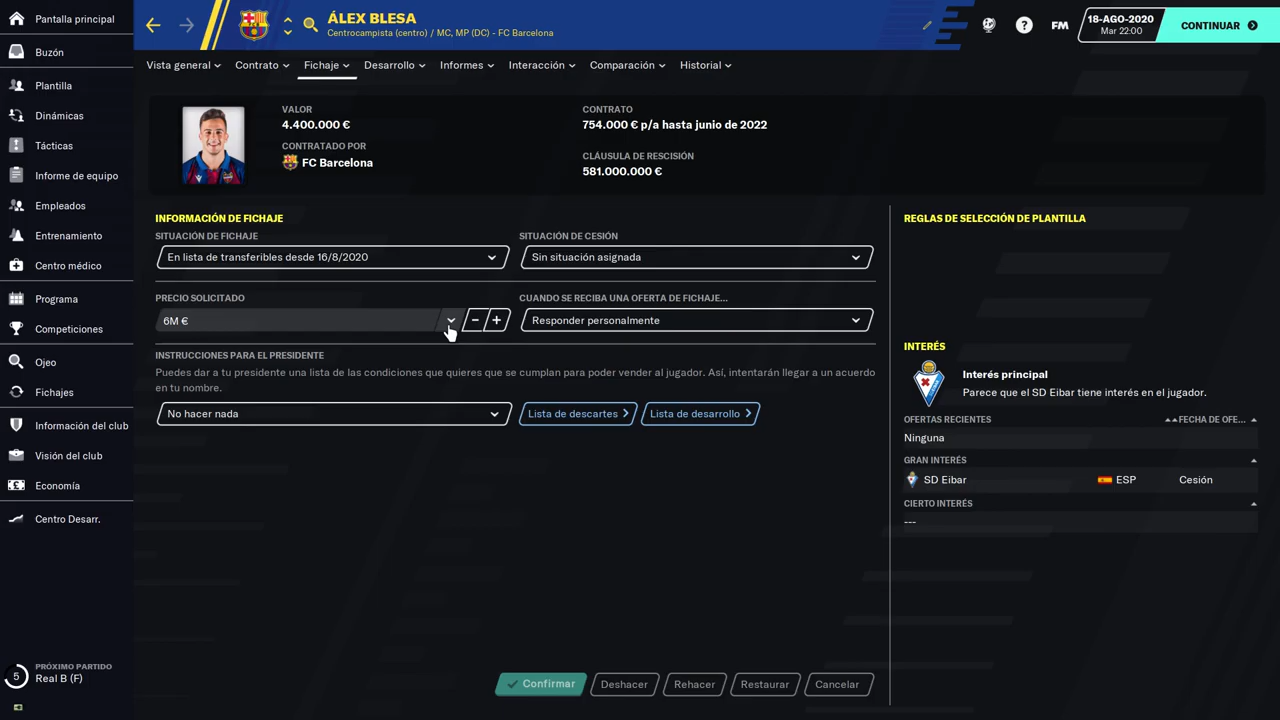 Pantalla principal
Buzón
Plantilla
Dinámicas
Tácticas
Informe de equipo
Empleados
Entrenamiento
Centro médico
Programa
Competiciones
Ojeo
Fichajes
Información del club
Visión del club
Economía
Centro Desarr.
5
PRÓXIMO PARTIDO
Real B (F)
ÁLEX BLESA
Centrocampista (centro) / MC, MP (DC) - FC Barcelona
?
FM
18-AGO-2020
Mar 22:00
CONTINUAR
Vista general
Contrato
Fichaje
Desarrollo
Informes
Interacción
Comparación
Historial
VALOR
4.400.000 €
CONTRATADO POR
FC Barcelona
CONTRATO
754.000 € p/a hasta junio de 2022
CLÁUSULA DE RESCISIÓN
581.000.000 €
INFORMACIÓN DE FICHAJE
SITUACIÓN DE FICHAJE
En lista de transferibles desde 16/8/2020
SITUACIÓN DE CESIÓN
Sin situación asignada
PRECIO SOLICITADO
6M €
- +
CUANDO SE RECIBA UNA OFERTA DE FICHAJE...
Responder personalmente
INSTRUCCIONES PARA EL PRESIDENTE
Puedes dar a tu presidente una lista de las condiciones que quieres que se cumplan para poder vender al jugador. Así, intentarán llegar a un acuerdo
en tu nombre.
No hacer nada
Lista de descartes
Lista de desarrollo
Confirmar
Deshacer
Rehacer
Restaurar
Cancelar
REGLAS DE SELECCIÓN DE PLANTILLA
INTERÉS
Interés principal
Parece que el SD Eibar tiene interés en el jugador.
OFERTAS RECIENTES FECHA DE OFE...
Ninguna
GRAN INTERÉS
SD Eibar ESP Cesión
CIERTO INTERÉS
---